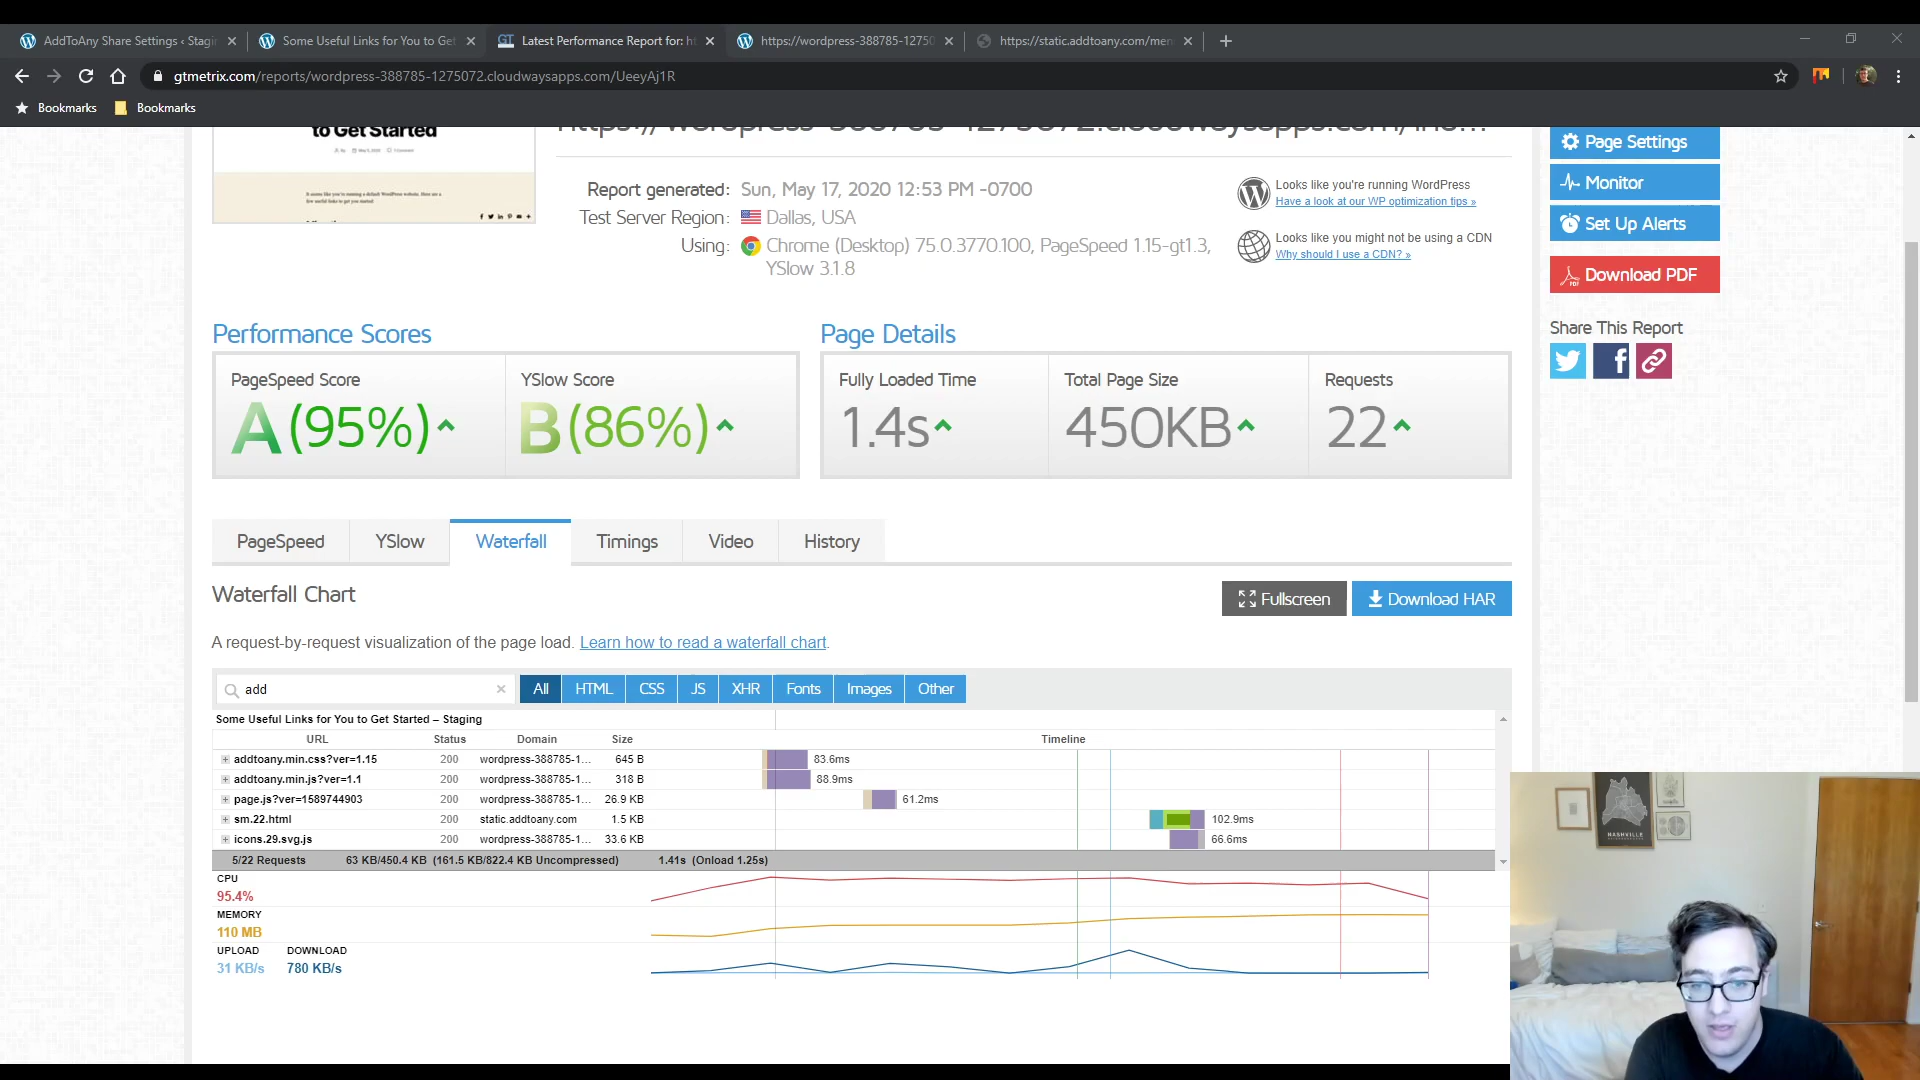 AddToAny Share Settings ‹ Stagin
Some Useful Links for You to Get
GT Latest Performance Report for: ht
https://wordpress-388785-12750
https://static.addtoany.com/men
gtmetrix.com/reports/wordpress-388785-1275072.cloudwaysapps.com/UeeyAj1R
Bookmarks
Bookmarks
to Get Started
Page Settings
Monitor
Set Up Alerts
Download PDF
Share This Report
Report generated: Sun, May 17, 2020 12:53 PM -0700
Test Server Region: Dallas, USA
Using: Chrome (Desktop) 75.0.3770.100, PageSpeed 1.15-gt1.3,
YSlow 3.1.8
Looks like you're running WordPress
Have a look at our WP optimization tips »
Looks like you might not be using a CDN
Why should I use a CDN? »
Performance Scores
PageSpeed Score
A (95%)
YSlow Score
B (86%)
Page Details
Fully Loaded Time
1.4s
Total Page Size
450KB
Requests
22
PageSpeed YSlow Waterfall Timings Video History
Waterfall Chart
Fullscreen
Download HAR
A request-by-request visualization of the page load. Learn how to read a waterfall chart.
add
All HTML CSS JS XHR Fonts Images Other
Some Useful Links for You to Get Started – Staging
URL Status Domain Size Timeline
addtoany.min.css?ver=1.15 200 wordpress-388785-1... 645 B 83.6ms
addtoany.min.js?ver=1.1 200 wordpress-388785-1... 318 B 88.9ms
page.js?ver=1589744903 200 wordpress-388785-1... 26.9 KB 61.2ms
sm.22.html 200 static.addtoany.com 1.5 KB 102.9ms
icons.29.svg.js 200 wordpress-388785-1... 33.6 KB 66.6ms
5/22 Requests 63 KB/450.4 KB (161.5 KB/822.4 KB Uncompressed) 1.41s (Onload 1.25s)
CPU
95.4%
MEMORY
110 MB
UPLOAD DOWNLOAD
31 KB/s 780 KB/s
NASHVILLE